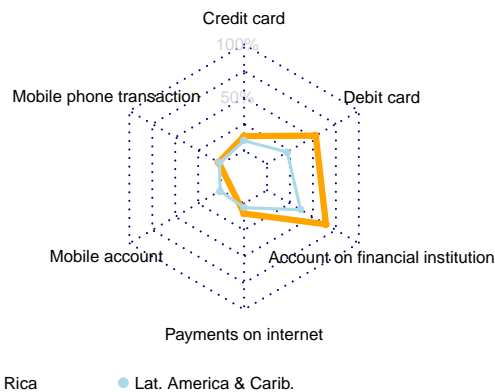 Credit card
100%
Mobile phone transaction
50%
Debit card
Mobile account
Account on financial institution
Payments on internet
Rica
Lat. America & Carib.